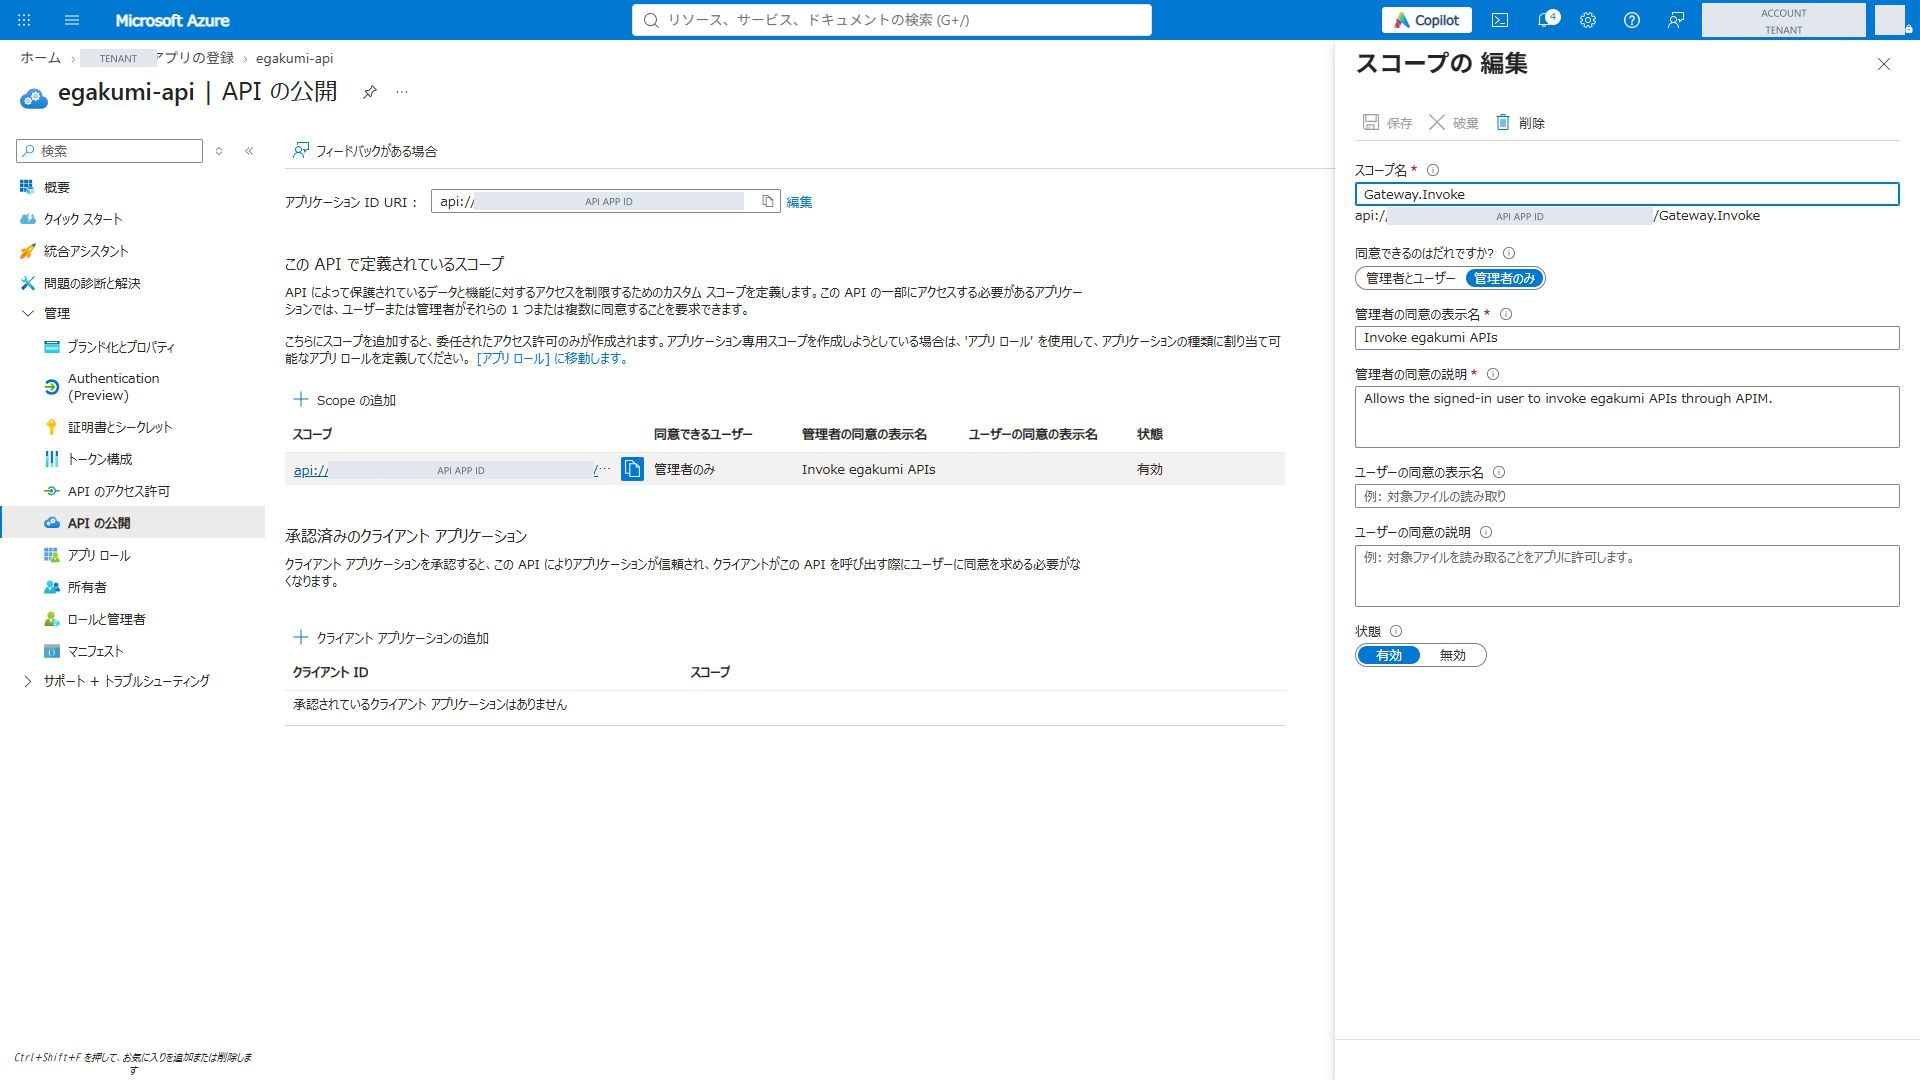 Microsoft Azure
リソース、サービス、ドキュメントの検索 (G+/)
Copilot
4
ACCOUNT
TENANT
ホーム
TENANT
アプリの登録
egakumi-api
egakumi-api | API の公開
検索
概要
クイック スタート
統合アシスタント
問題の診断と解決
管理
ブランド化とプロパティ
Authentication
(Preview)
証明書とシークレット
トークン構成
API のアクセス許可
API の公開
アプリ ロール
所有者
ロールと管理者
マニフェスト
サポート + トラブルシューティング
Ctrl+Shift+F を押して、お気に入りを追加または削除しま
す
フィードバックがある場合
アプリケーション ID URI :
api://
API APP ID
編集
この API で定義されているスコープ
API によって保護されているデータと機能に対するアクセスを制限するためのカスタム スコープを定義します。この API の一部にアクセスする必要があるアプリケー
ションでは、ユーザーまたは管理者がそれらの 1 つまたは複数に同意することを要求できます。
こちらにスコープを追加すると、委任されたアクセス許可のみが作成されます。アプリケーション専用スコープを作成しようとしている場合は、'アプリ ロール' を使用して、アプリケーションの種類に割り当て可
能なアプリ ロールを定義してください。 [アプリ ロール] に移動します。
Scope の追加
スコープ 同意できるユーザー 管理者の同意の表示名 ユーザーの同意の表示名 状態
api:// API APP ID /… 管理者のみ Invoke egakumi APIs 有効
承認済みのクライアント アプリケーション
クライアント アプリケーションを承認すると、この API によりアプリケーションが信頼され、クライアントがこの API を呼び出す際にユーザーに同意を求める必要がな
くなります。
クライアント アプリケーションの追加
クライアント ID スコープ
承認されているクライアント アプリケーションはありません
スコープの 編集
保存 破棄 削除
スコープ名 *
Gateway.Invoke
api:// API APP ID /Gateway.Invoke
同意できるのはだれですか?
管理者とユーザー 管理者のみ
管理者の同意の表示名 *
Invoke egakumi APIs
管理者の同意の説明 *
Allows the signed-in user to invoke egakumi APIs through APIM.
ユーザーの同意の表示名
例: 対象ファイルの読み取り
ユーザーの同意の説明
例: 対象ファイルを読み取ることをアプリに許可します。
状態
有効 無効